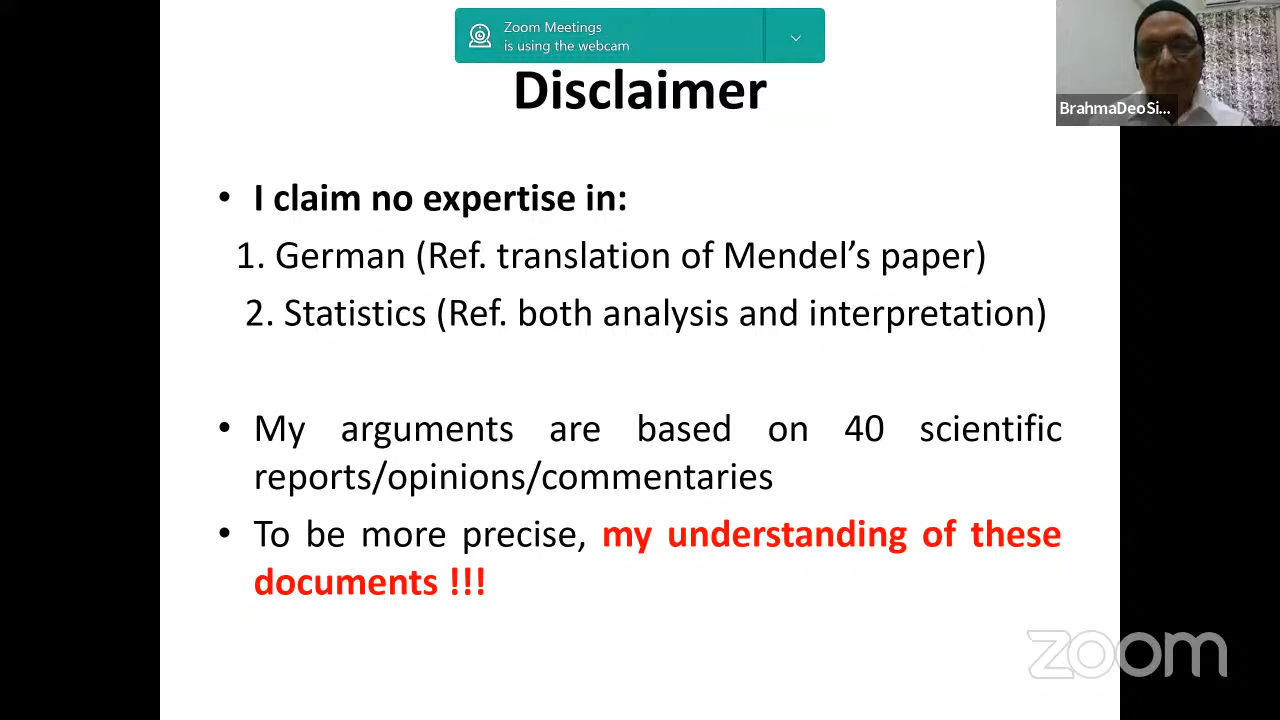 Zoom Meetings
is using the webcam
Disclaimer
BrahmaDeoSi...
• I claim no expertise in:
1. German (Ref. translation of Mendel’s paper)
2. Statistics (Ref. both analysis and interpretation)
• My arguments are based on 40 scientific
reports/opinions/commentaries
• To be more precise, my understanding of these
documents !!!
zoom